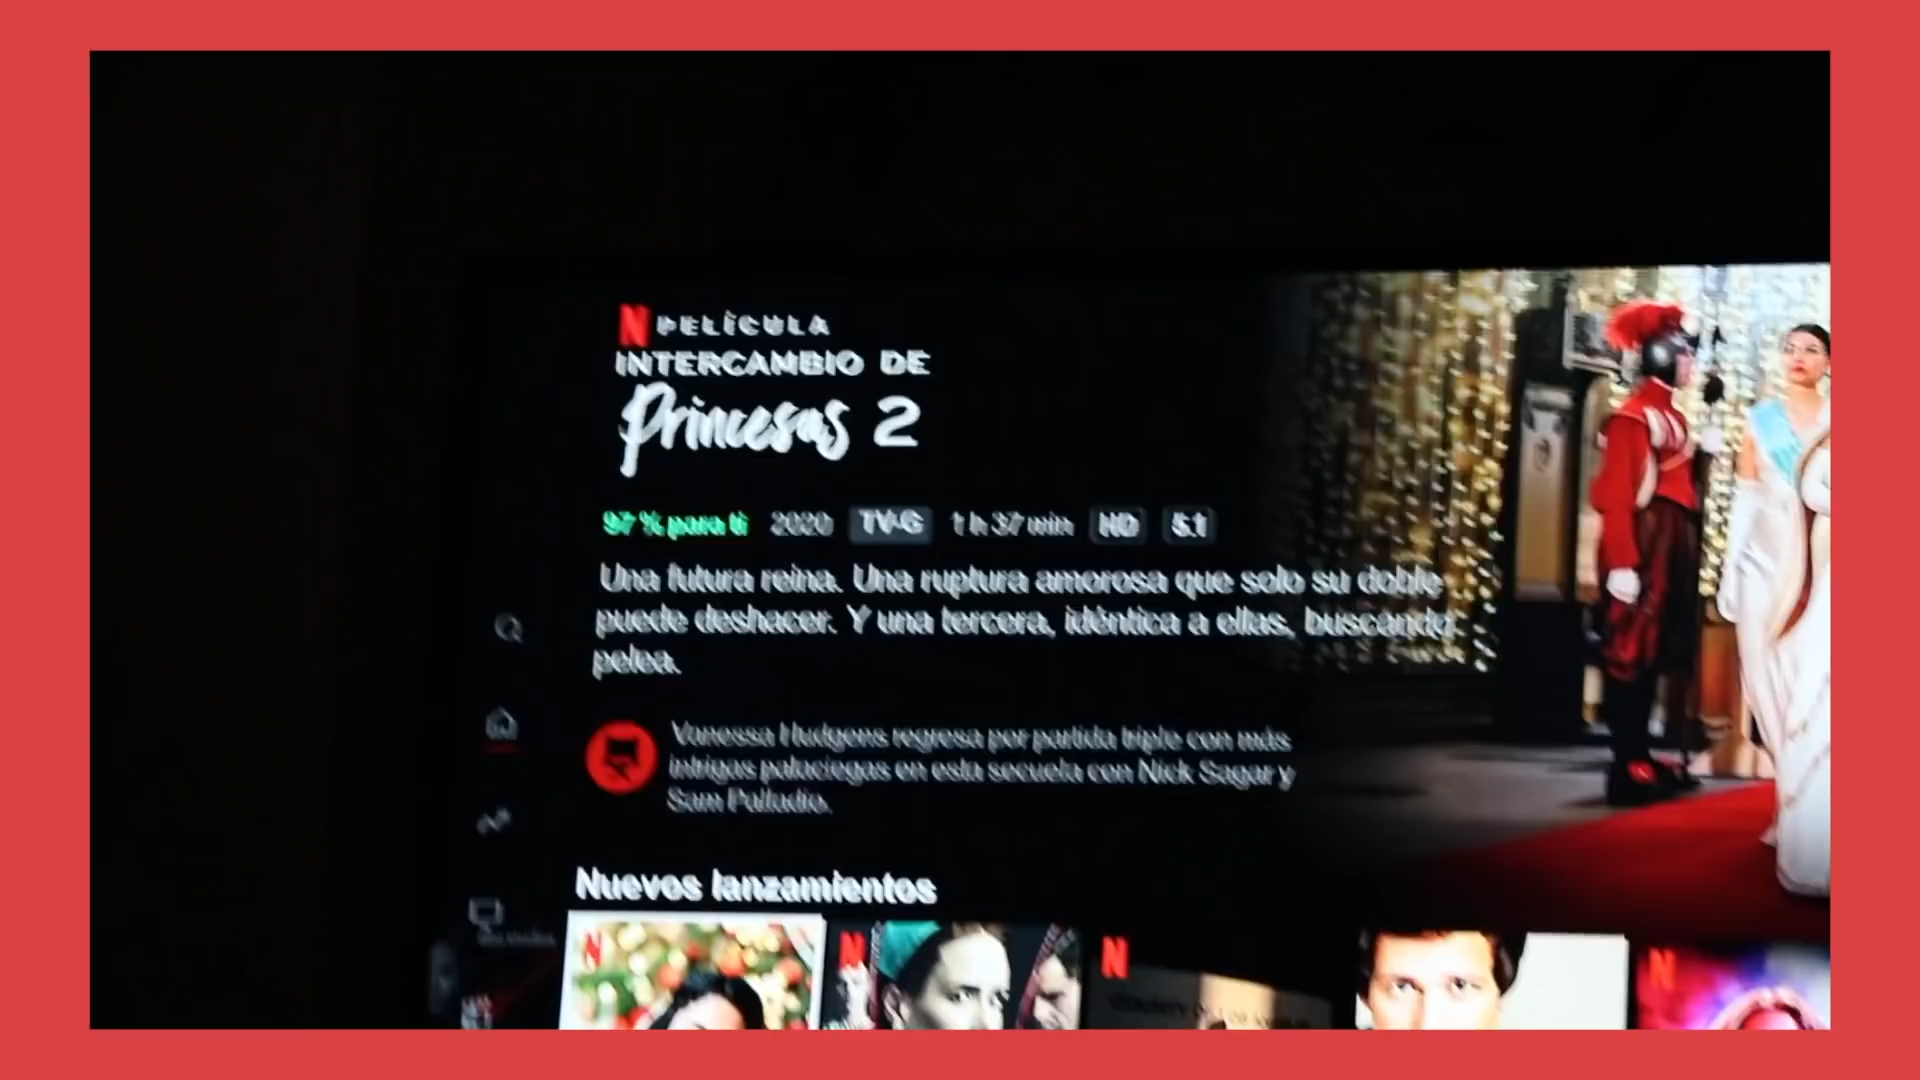 N PELÍCULA
INTERCAMBIO DE
Princesas 2
97 % para ti 2020 TV-G 1 h 37 min HD 5.1
Una futura reina. Una ruptura amorosa que solo su doble
puede deshacer. Y una tercera, idéntica a ellas, buscando
pelea.
Vanessa Hudgens regresa por partida triple con más
intrigas palaciegas en esta secuela con Nick Sagar y
Sam Palladio.
Nuevos lanzamientos
N
N
N
N